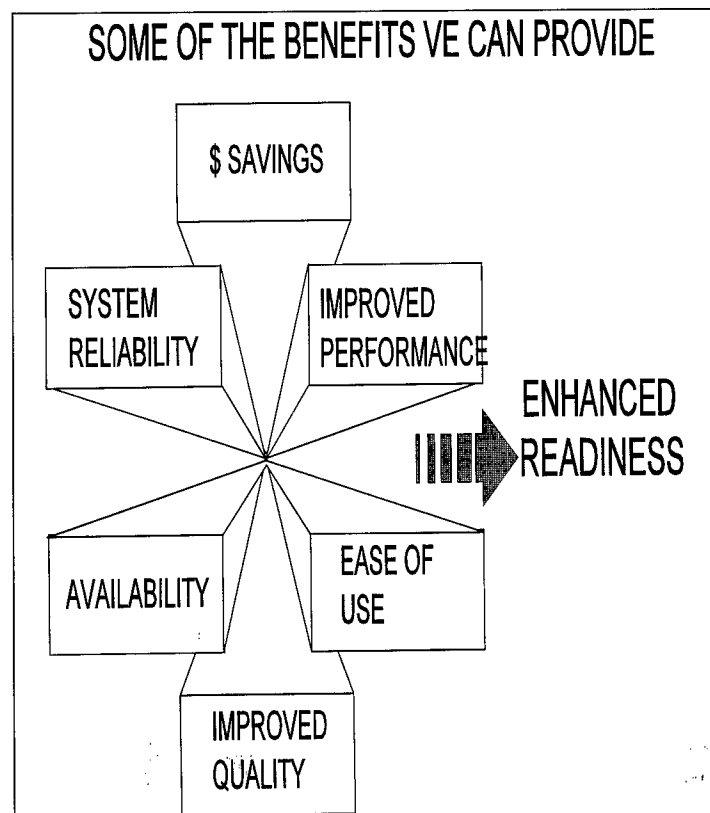 SOME OF THE BENEFITS VE CAN PROVIDE
$ SAVINGS
SYSTEM
RELIABILITY
IMPROVED
PERFORMANCE
ENHANCED
READINESS
AVAILABILITY
EASE OF
USE
IMPROVED
QUALITY